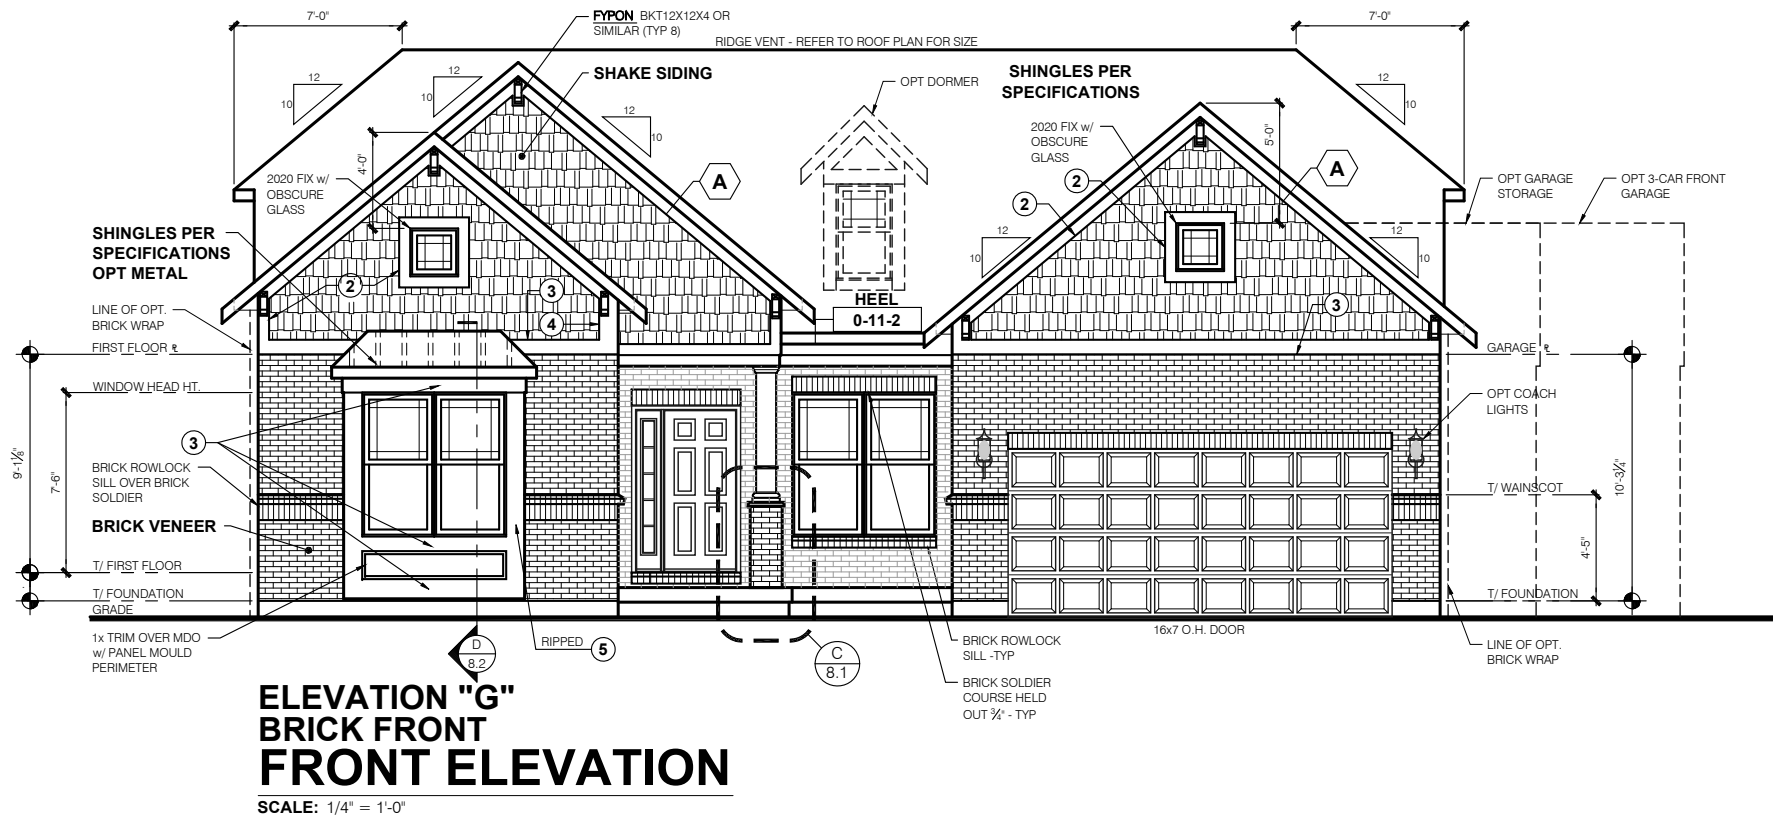 7'-0"
FYPON BKT12X12X4 OR
SIMILAR (TYP 8)
7'-0"
RIDGE VENT - REFER TO ROOF PLAN FOR SIZE
12
10
12
10
SHAKE SIDING
12
10
OPT DORMER
SHINGLES PER
SPECIFICATIONS
12
10
4'-0"
2020 FIX w/
OBSCURE
GLASS
A
2020 FIX w/
OBSCURE
GLASS
5'-0"
A
2
2
OPT GARAGE
STORAGE
OPT 3-CAR FRONT
GARAGE
SHINGLES PER
SPECIFICATIONS
OPT METAL
12
10
12
10
2
3
4
3
HEEL
0-11-2
LINE OF OPT.
BRICK WRAP
FIRST FLOOR PL
GARAGE PL
WINDOW HEAD HT.
OPT COACH
LIGHTS
3
9'-1⅛"
7'-6"
BRICK ROWLOCK
SILL OVER BRICK
SOLDIER
BRICK VENEER
T/ WAINSCOT
10'-3¼"
4'-5"
T/ FIRST FLOOR
T/ FOUNDATION
GRADE
T/ FOUNDATION
16x7 O.H. DOOR
1x TRIM OVER MDO
w/ PANEL MOULD
PERIMETER
D
8.2
RIPPED 5
C
8.1
BRICK ROWLOCK
SILL -TYP
LINE OF OPT.
BRICK WRAP
BRICK SOLDIER
COURSE HELD
OUT ¾" - TYP
ELEVATION "G"
BRICK FRONT
FRONT ELEVATION
SCALE: 1/4" = 1'-0"